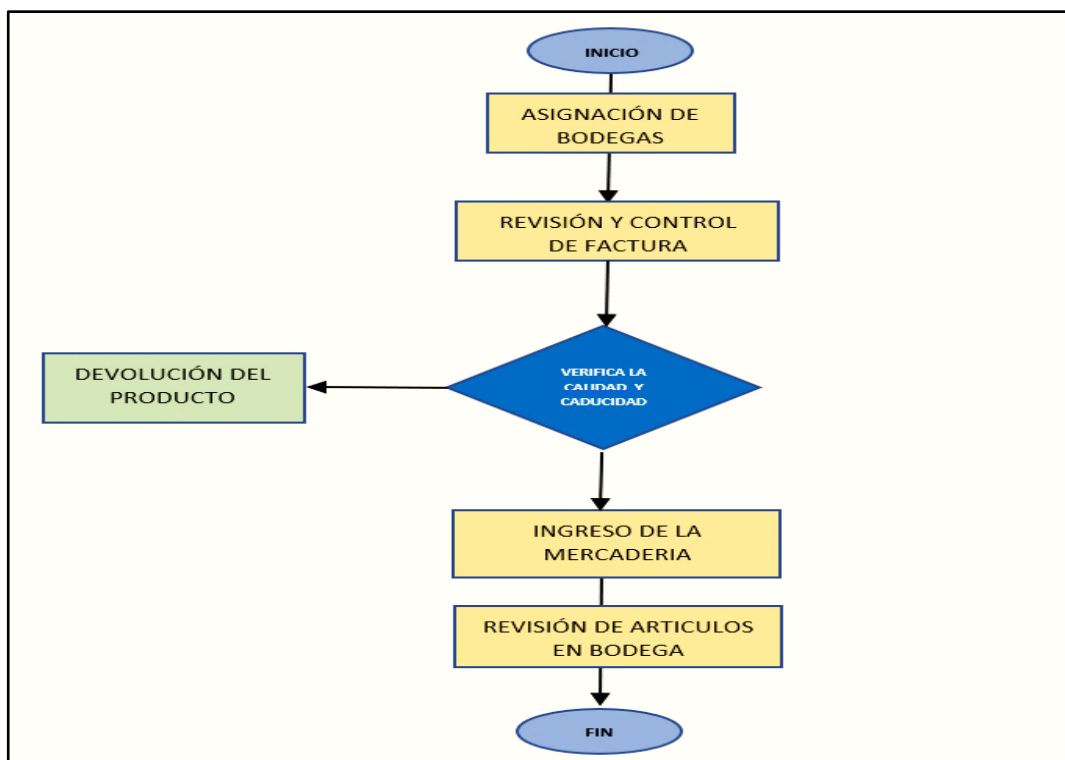 INICIO
ASIGNACIÓN DE
BODEGAS
REVISIÓN Y CONTROL
DE FACTURA
VERIFICA LA
CALIDAD Y
CADUCIDAD
DEVOLUCIÓN DEL
PRODUCTO
INGRESO DE LA
MERCADERIA
REVISIÓN DE ARTICULOS
EN BODEGA
FIN